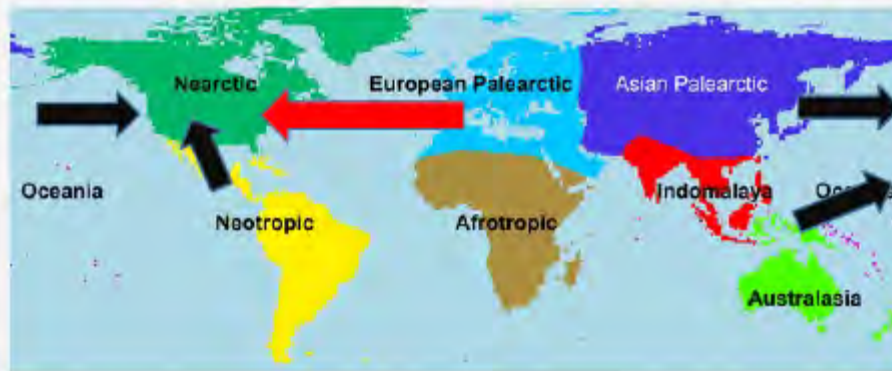 Nearctic
European Palearctic
Asian Palearctic
Oceania
Indomalaya
Neotropic
Afrotropic
Australasia